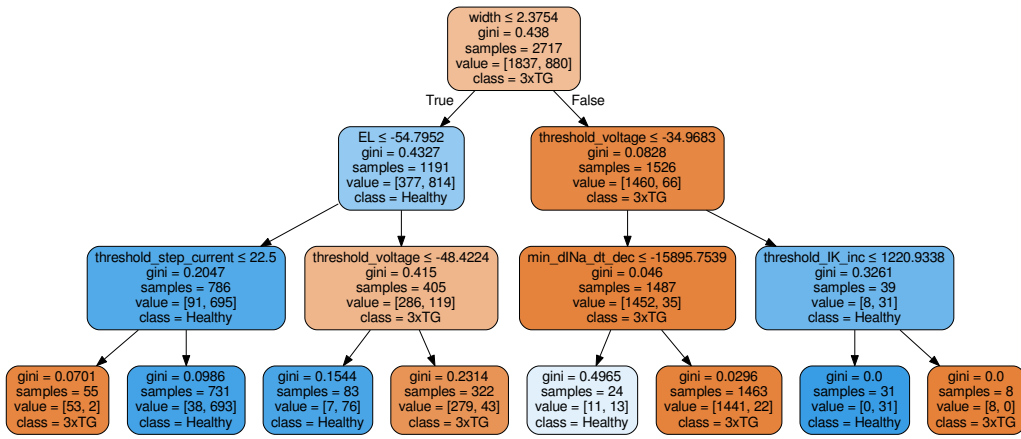 width ≤ 2.3754
gini = 0.438
samples = 2717
value = [1837, 880]
class = 3xTG
True
False
EL ≤ -54.7952
gini = 0.4327
samples = 1191
value = [377, 814]
class = Healthy
threshold_voltage ≤ -34.9683
gini = 0.0828
samples = 1526
value = [1460, 66]
class = 3xTG
threshold_step_current ≤ 22.5
gini = 0.2047
samples = 786
value = [91, 695]
class = Healthy
threshold_voltage ≤ -48.4224
gini = 0.415
samples = 405
value = [286, 119]
class = 3xTG
min_dINa_dt_dec ≤ -15895.7539
gini = 0.046
samples = 1487
value = [1452, 35]
class = 3xTG
threshold_IK_inc ≤ 1220.9338
gini = 0.3261
samples = 39
value = [8, 31]
class = Healthy
gini = 0.0701
samples = 55
value = [53, 2]
class = 3xTG
gini = 0.0986
samples = 731
value = [38, 693]
class = Healthy
gini = 0.1544
samples = 83
value = [7, 76]
class = Healthy
gini = 0.2314
samples = 322
value = [279, 43]
class = 3xTG
gini = 0.4965
samples = 24
value = [11, 13]
class = Healthy
gini = 0.0296
samples = 1463
value = [1441, 22]
class = 3xTG
gini = 0.0
samples = 31
value = [0, 31]
class = Healthy
gini = 0.0
samples = 8
value = [8, 0]
class = 3xTG